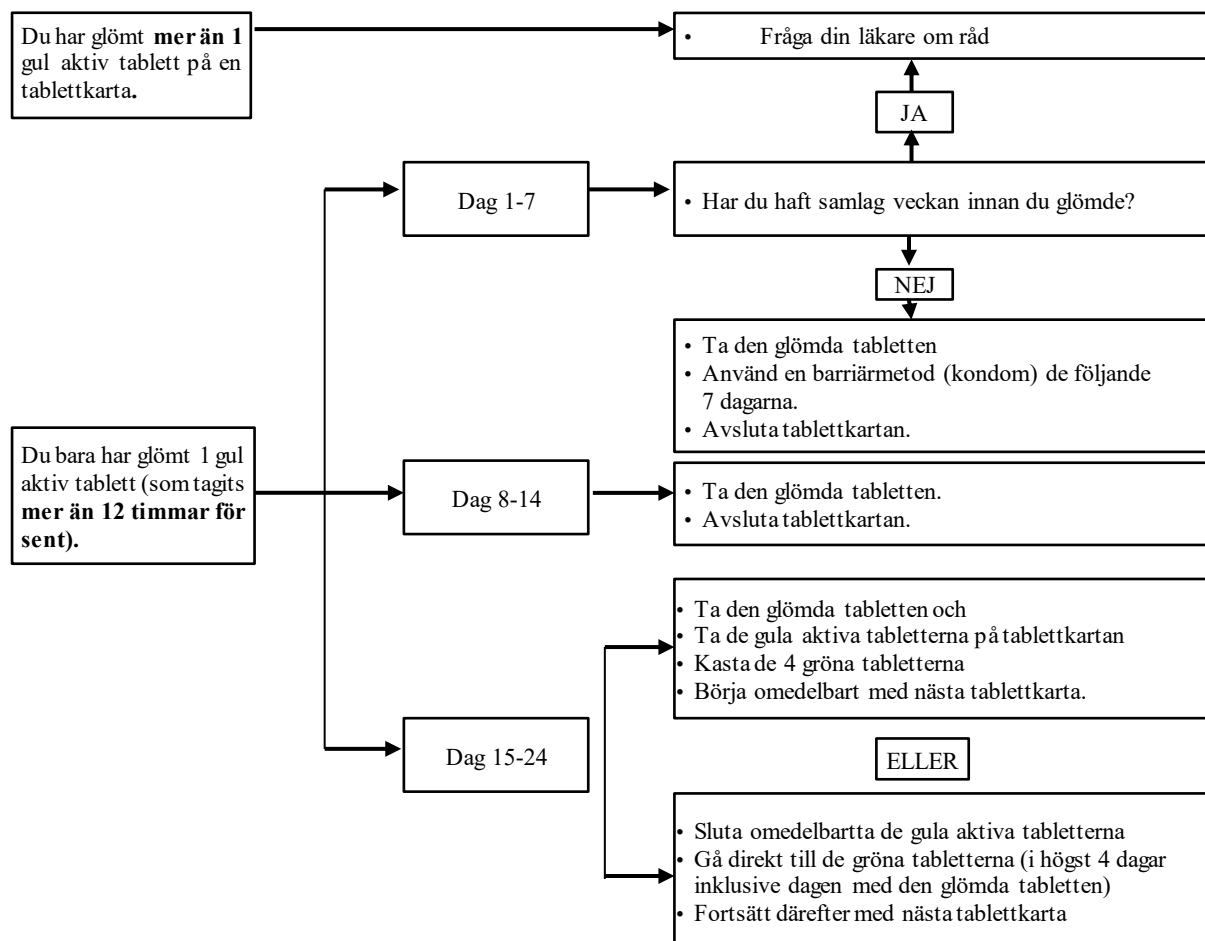 Du har glömt mer än 1
gul aktiv tablett på en
tablettkarta.
• Fråga din läkare om råd
JA
Dag 1-7
• Har du haft samlag veckan innan du glömde?
NEJ
• Ta den glömda tabletten
• Använd en barriärmetod (kondom) de följande
7 dagarna.
• Avsluta tablettkartan.
Du bara har glömt 1 gul
aktiv tablett (som tagits
mer än 12 timmar för
sent).
Dag 8-14
• Ta den glömda tabletten.
• Avsluta tablettkartan.
Dag 15-24
• Ta den glömda tabletten och
• Ta de gula aktiva tabletterna på tablettkartan
• Kasta de 4 gröna tabletterna
• Börja omedelbart med nästa tablettkarta.
ELLER
• Sluta omedelbartta de gula aktiva tabletterna
• Gå direkt till de gröna tabletterna (i högst 4 dagar
inklusive dagen med den glömda tabletten)
• Fortsätt därefter med nästa tablettkarta